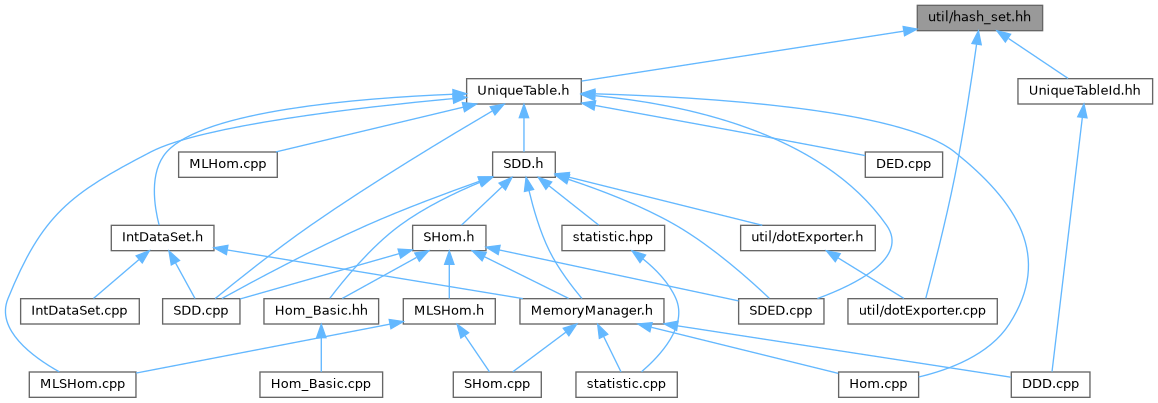 util/hash_set.hh
UniqueTable.h
UniqueTableId.hh
MLHom.cpp
SDD.h
DED.cpp
IntDataSet.h
SHom.h
statistic.hpp
util/dotExporter.h
IntDataSet.cpp
SDD.cpp
Hom_Basic.hh
MLSHom.h
MemoryManager.h
SDED.cpp
util/dotExporter.cpp
MLSHom.cpp
Hom_Basic.cpp
SHom.cpp
statistic.cpp
Hom.cpp
DDD.cpp